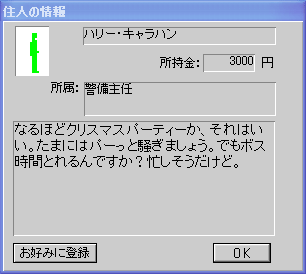 住人の情報
ハリー・キャラハン
所持金: 3000 円
所属: 警備主任
なるほどクリスマスパーティーか、それはい
い。たまにはパーっと騒ぎましょう。でもボス
時間とれるんですか？忙しそうだけど。
お好みに登録 OK